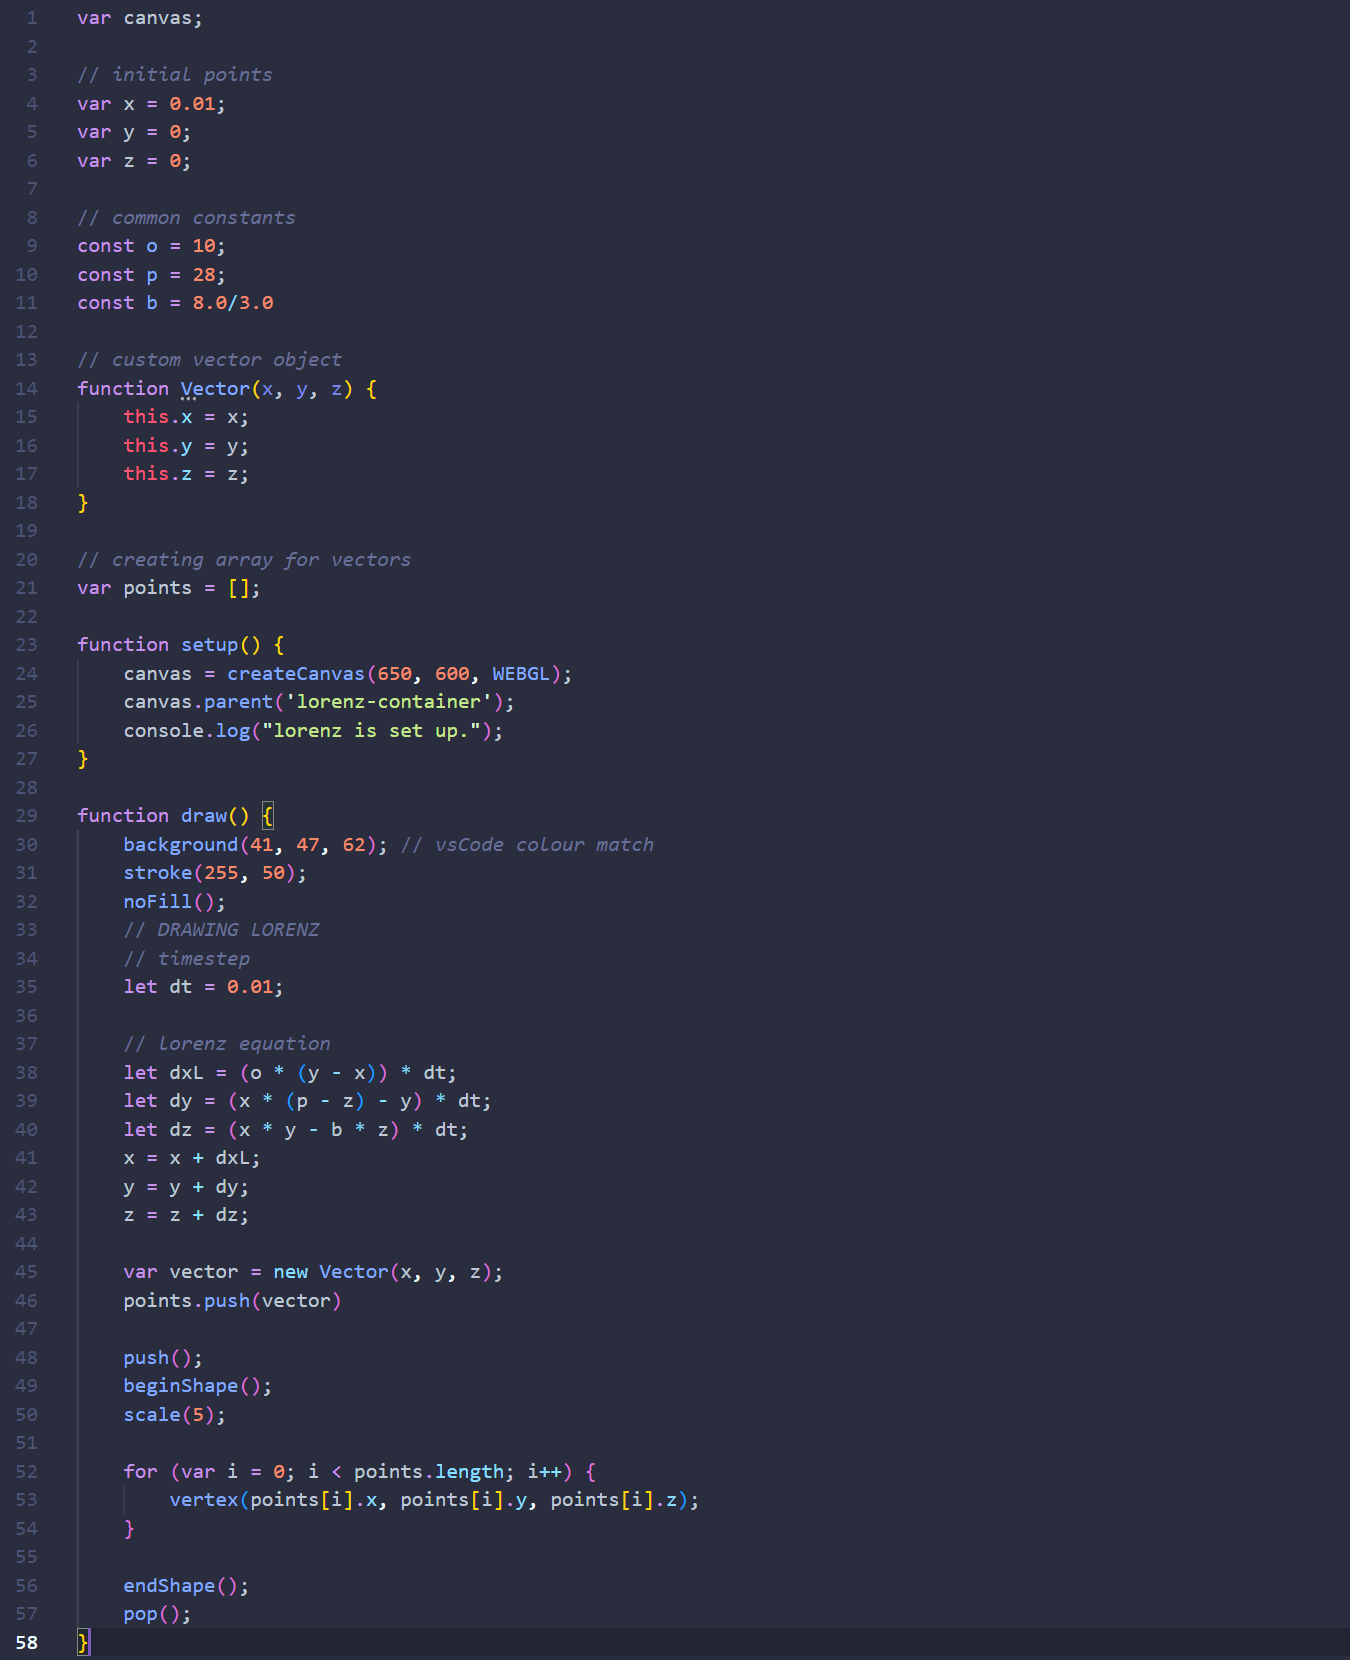 1 var canvas;
2
3 // initial points
4 var x = 0.01;
5 var y = 0;
6 var z = 0;
7
8 // common constants
9 const o = 10;
10 const p = 28;
11 const b = 8.0/3.0
12
13 // custom vector object
14 function Vector(x, y, z) {
15     this.x = x;
16     this.y = y;
17     this.z = z;
18 }
19
20 // creating array for vectors
21 var points = [];
22
23 function setup() {
24     canvas = createCanvas(650, 600, WEBGL);
25     canvas.parent('lorenz-container');
26     console.log("lorenz is set up.");
27 }
28
29 function draw() {
30     background(41, 47, 62); // vsCode colour match
31     stroke(255, 50);
32     noFill();
33     // DRAWING LORENZ
34     // timestep
35     let dt = 0.01;
36
37     // lorenz equation
38     let dxL = (o * (y - x)) * dt;
39     let dy = (x * (p - z) - y) * dt;
40     let dz = (x * y - b * z) * dt;
41     x = x + dxL;
42     y = y + dy;
43     z = z + dz;
44
45     var vector = new Vector(x, y, z);
46     points.push(vector)
47
48     push();
49     beginShape();
50     scale(5);
51
52     for (var i = 0; i < points.length; i++) {
53         vertex(points[i].x, points[i].y, points[i].z);
54     }
55
56     endShape();
57     pop();
58 }